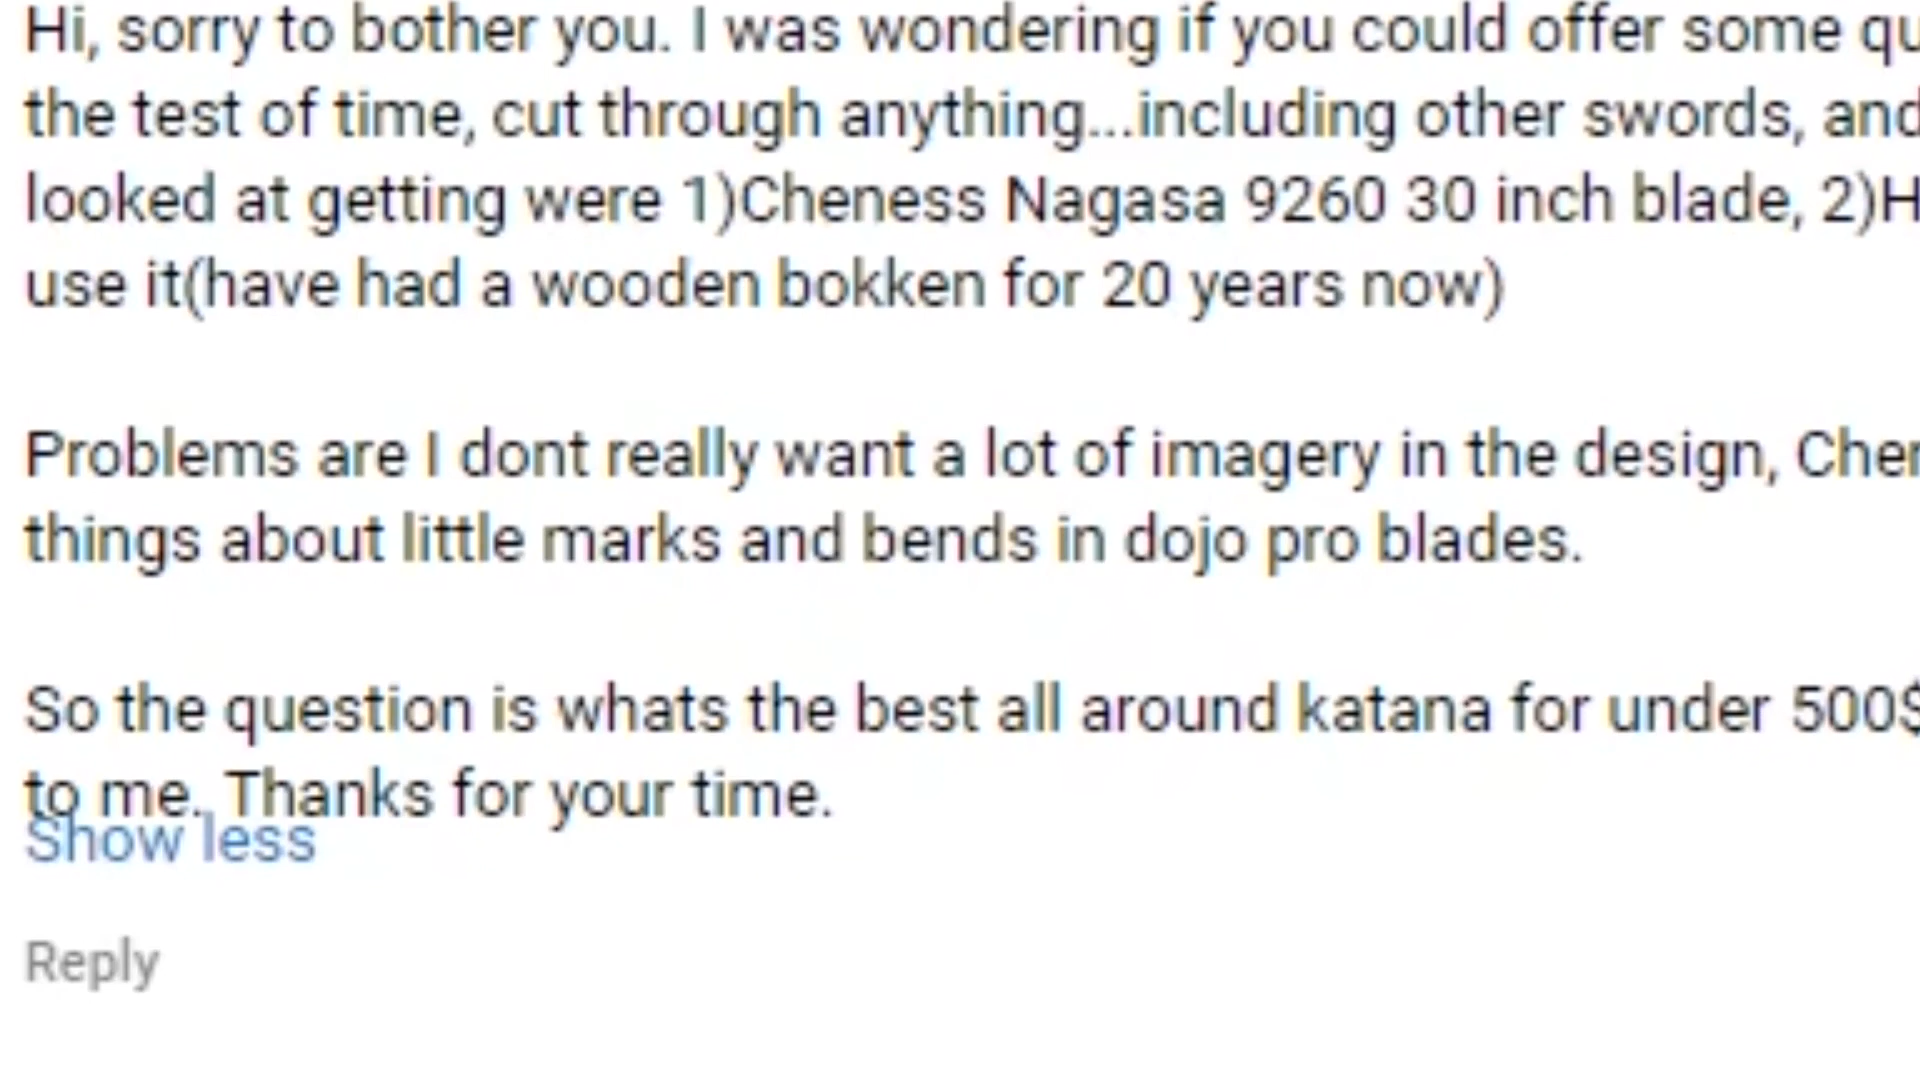 Hi, sorry to bother you. I was wondering if you could offer some qu
the test of time, cut through anything...including other swords, and
looked at getting were 1)Cheness Nagasa 9260 30 inch blade, 2)H
use it(have had a wooden bokken for 20 years now)
Problems are I dont really want a lot of imagery in the design, Cher
things about little marks and bends in dojo pro blades.
So the question is whats the best all around katana for under 500$
to me. Thanks for your time.
Show less
Reply